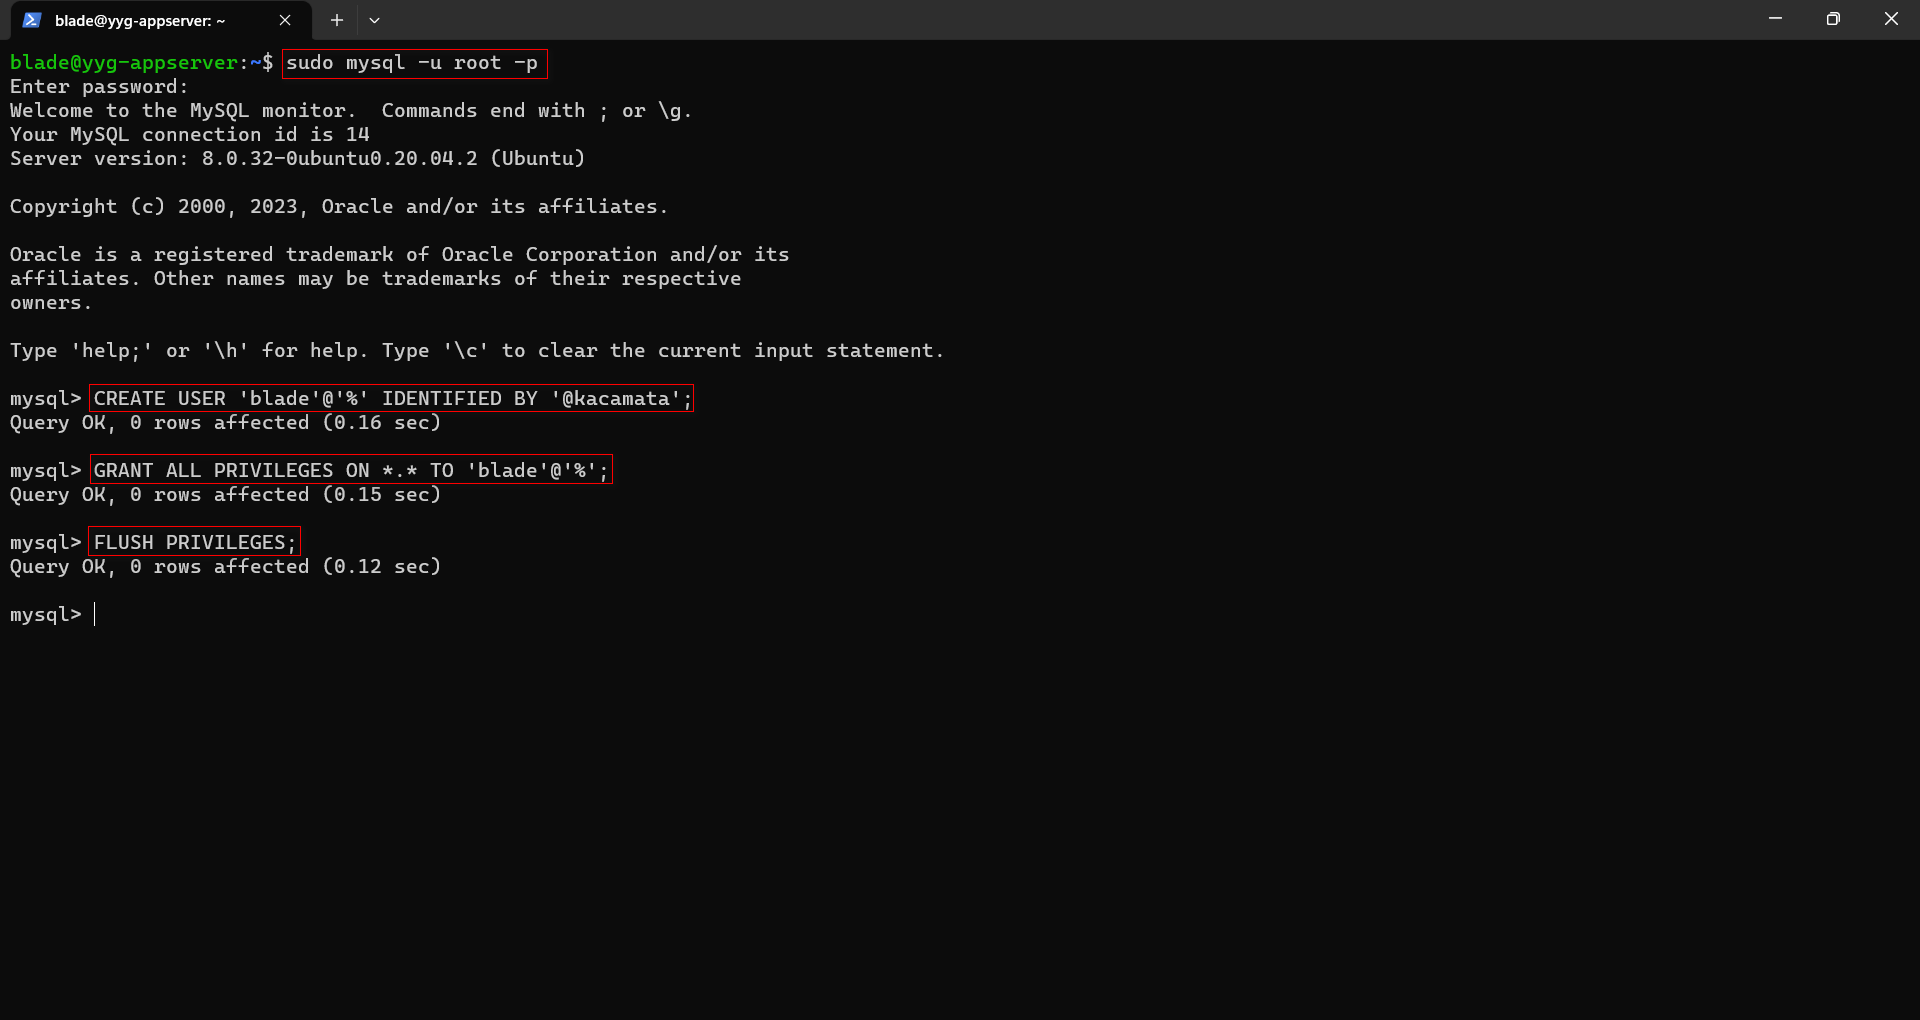 blade@yyg-appserver: ~
blade@yyg-appserver:~$ sudo mysql -u root -p
Enter password:
Welcome to the MySQL monitor.  Commands end with ; or \g.
Your MySQL connection id is 14
Server version: 8.0.32-0ubuntu0.20.04.2 (Ubuntu)
Copyright (c) 2000, 2023, Oracle and/or its affiliates.
Oracle is a registered trademark of Oracle Corporation and/or its
affiliates. Other names may be trademarks of their respective
owners.
Type 'help;' or '\h' for help. Type '\c' to clear the current input statement.
mysql> CREATE USER 'blade'@'%' IDENTIFIED BY '@kacamata';
Query OK, 0 rows affected (0.16 sec)
mysql> GRANT ALL PRIVILEGES ON *.* TO 'blade'@'%';
Query OK, 0 rows affected (0.15 sec)
mysql> FLUSH PRIVILEGES;
Query OK, 0 rows affected (0.12 sec)
mysql>